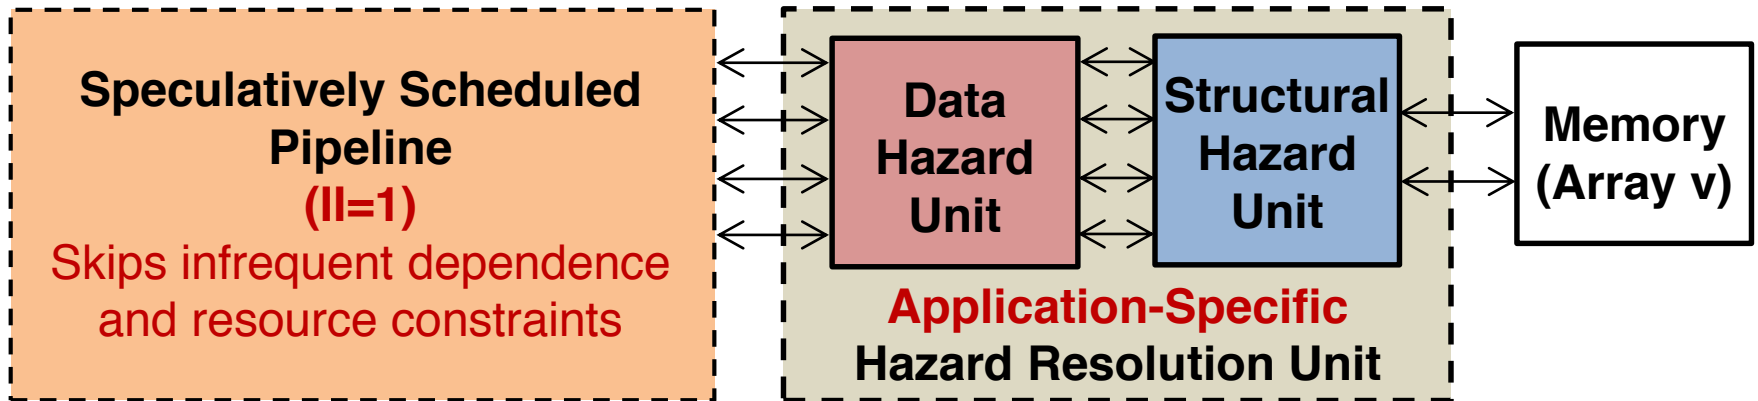 Speculatively Scheduled
Pipeline
(II=1)
Skips infrequent dependence
and resource constraints
Data
Hazard
Unit
Structural
Hazard
Unit
Application-Specific
Hazard Resolution Unit
Memory
(Array v)